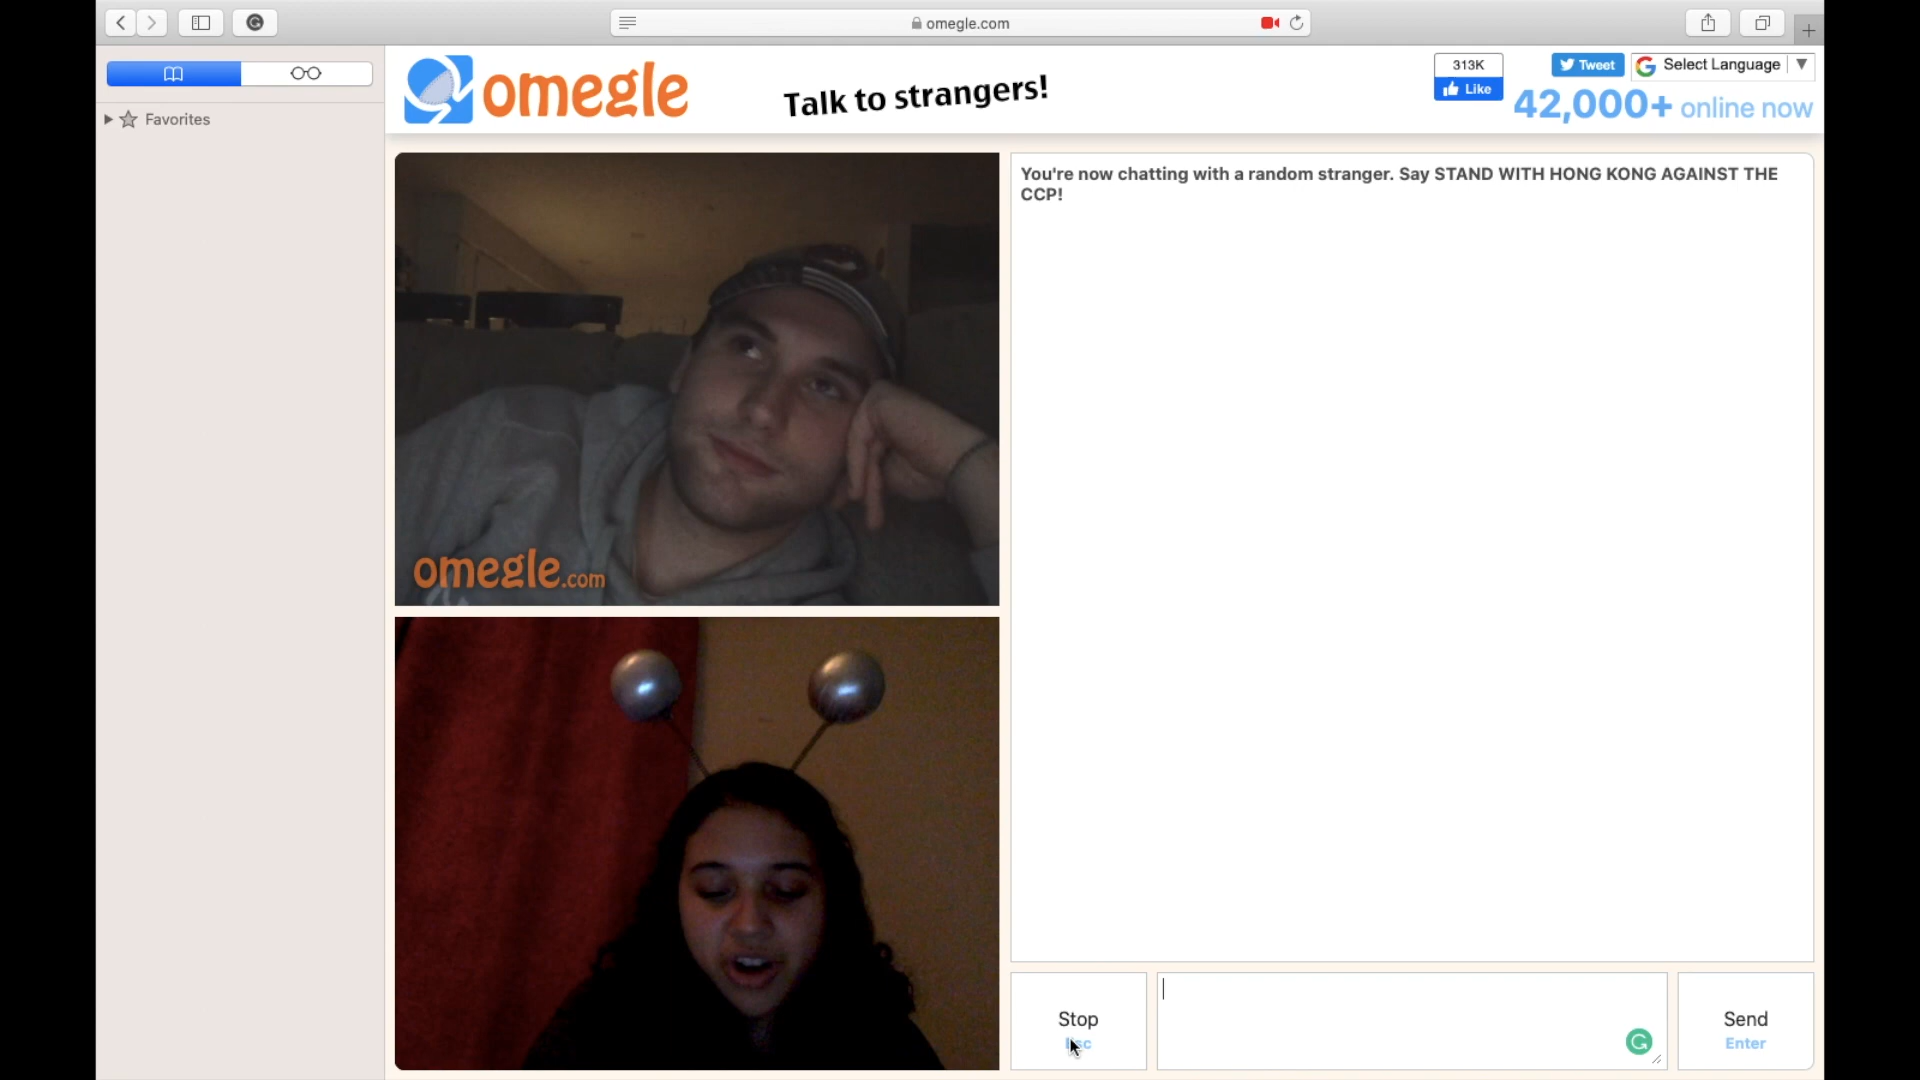 omegle.com
Favorites
omegle
Talk to strangers!
313K
Like
Tweet
Select Language
42,000+ online now
omegle.com
You're now chatting with a random stranger. Say STAND WITH HONG KONG AGAINST THE
CCP!
Stop
Send
Enter